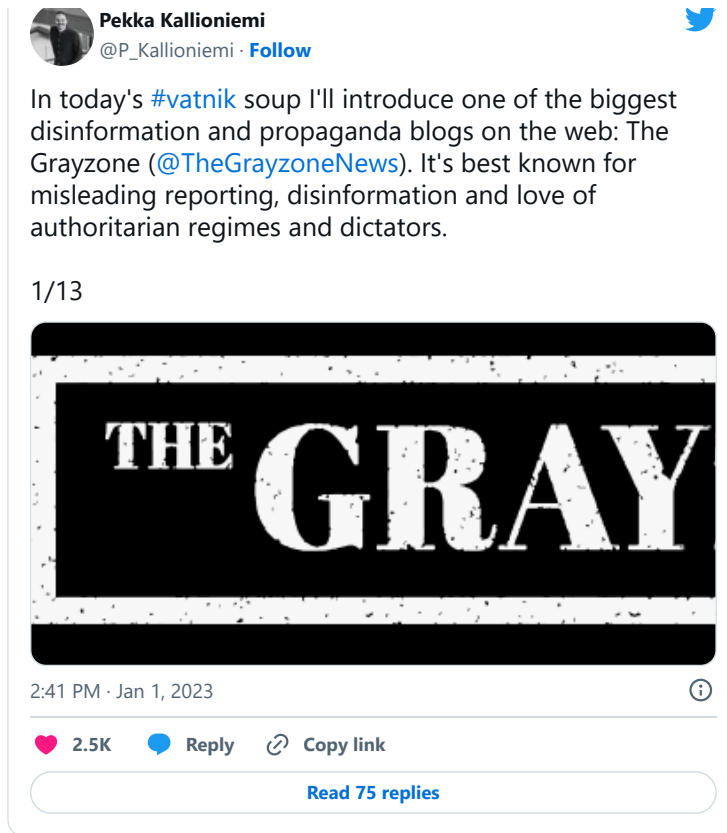 Pekka Kallioniemi
@P_Kallioniemi · Follow
In today's #vatnik soup I'll introduce one of the biggest
disinformation and propaganda blogs on the web: The
Grayzone (@TheGrayzoneNews). It's best known for
misleading reporting, disinformation and love of
authoritarian regimes and dictators.
1/13
THE GRAY
2:41 PM · Jan 1, 2023
2.5K Reply Copy link
Read 75 replies